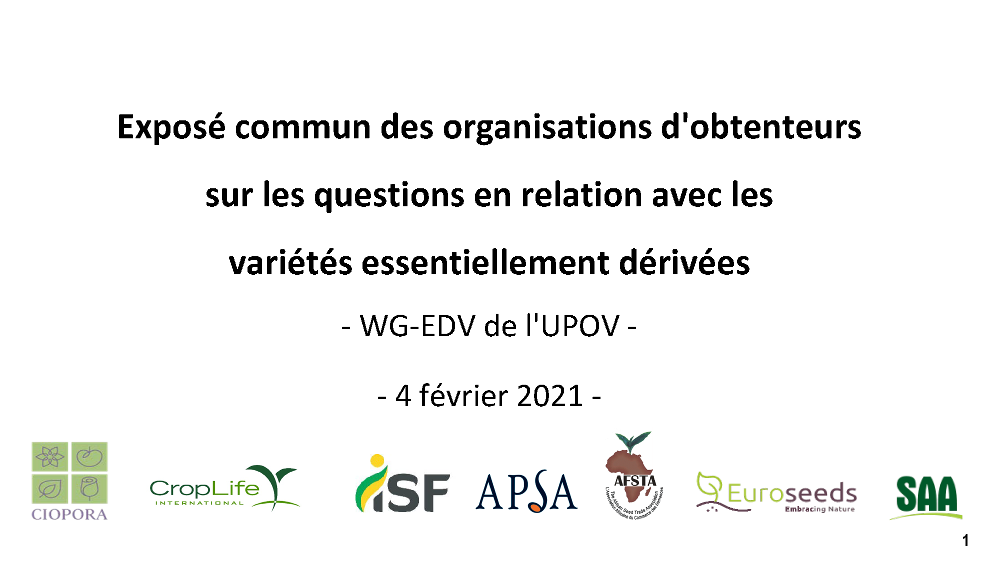 Exposé commun des organisations d'obtenteurs
sur les questions en relation avec les
variétés essentiellement dérivées
- WG-EDV de l'UPOV -
- 4 février 2021 -
CIOPORA
CropLife
INTERNATIONAL
iSF
APSA
AFSTA
The African Seed Trade Association
L'Association Africaine du Commerce des Semences
Euroseeds
Embracing Nature
SAA
1